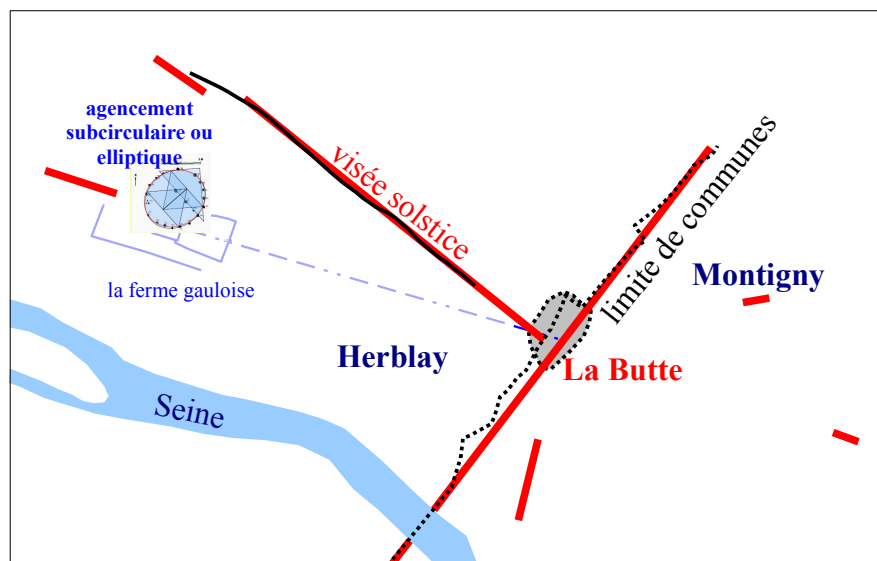 agencement
subcirculaire ou
elliptique
visée solstice
limite de communes
la ferme gauloise
Montigny
Herblay
La Butte
Seine